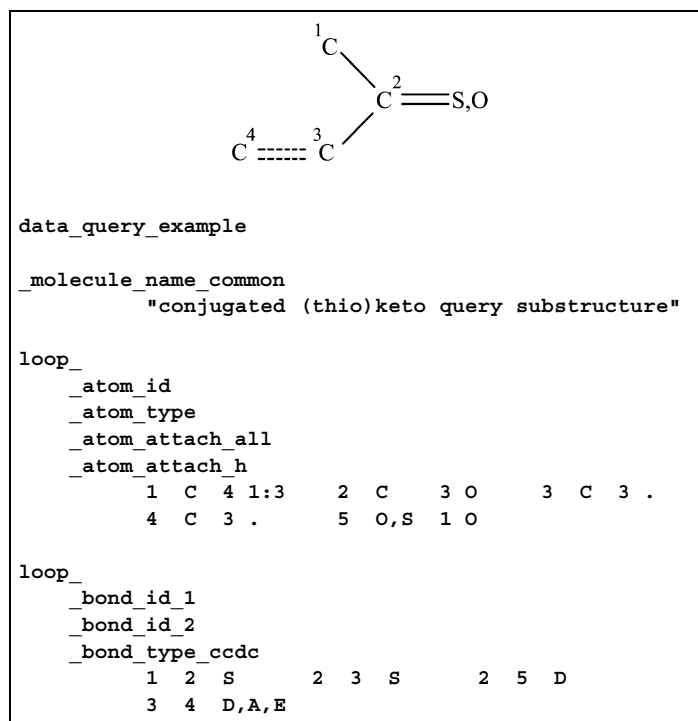 1
C
2
C S,O
4 3
C C
data_query_example
_molecule_name_common
"conjugated (thio)keto query substructure"
loop_
_atom_id
_atom_type
_atom_attach_all
_atom_attach_h
1 C 4 1:3 2 C 3 O 3 C 3 .
4 C 3 . 5 O,S 1 O
loop_
_bond_id_1
_bond_id_2
_bond_type_ccdc
1 2 S 2 3 S 2 5 D
3 4 D,A,E